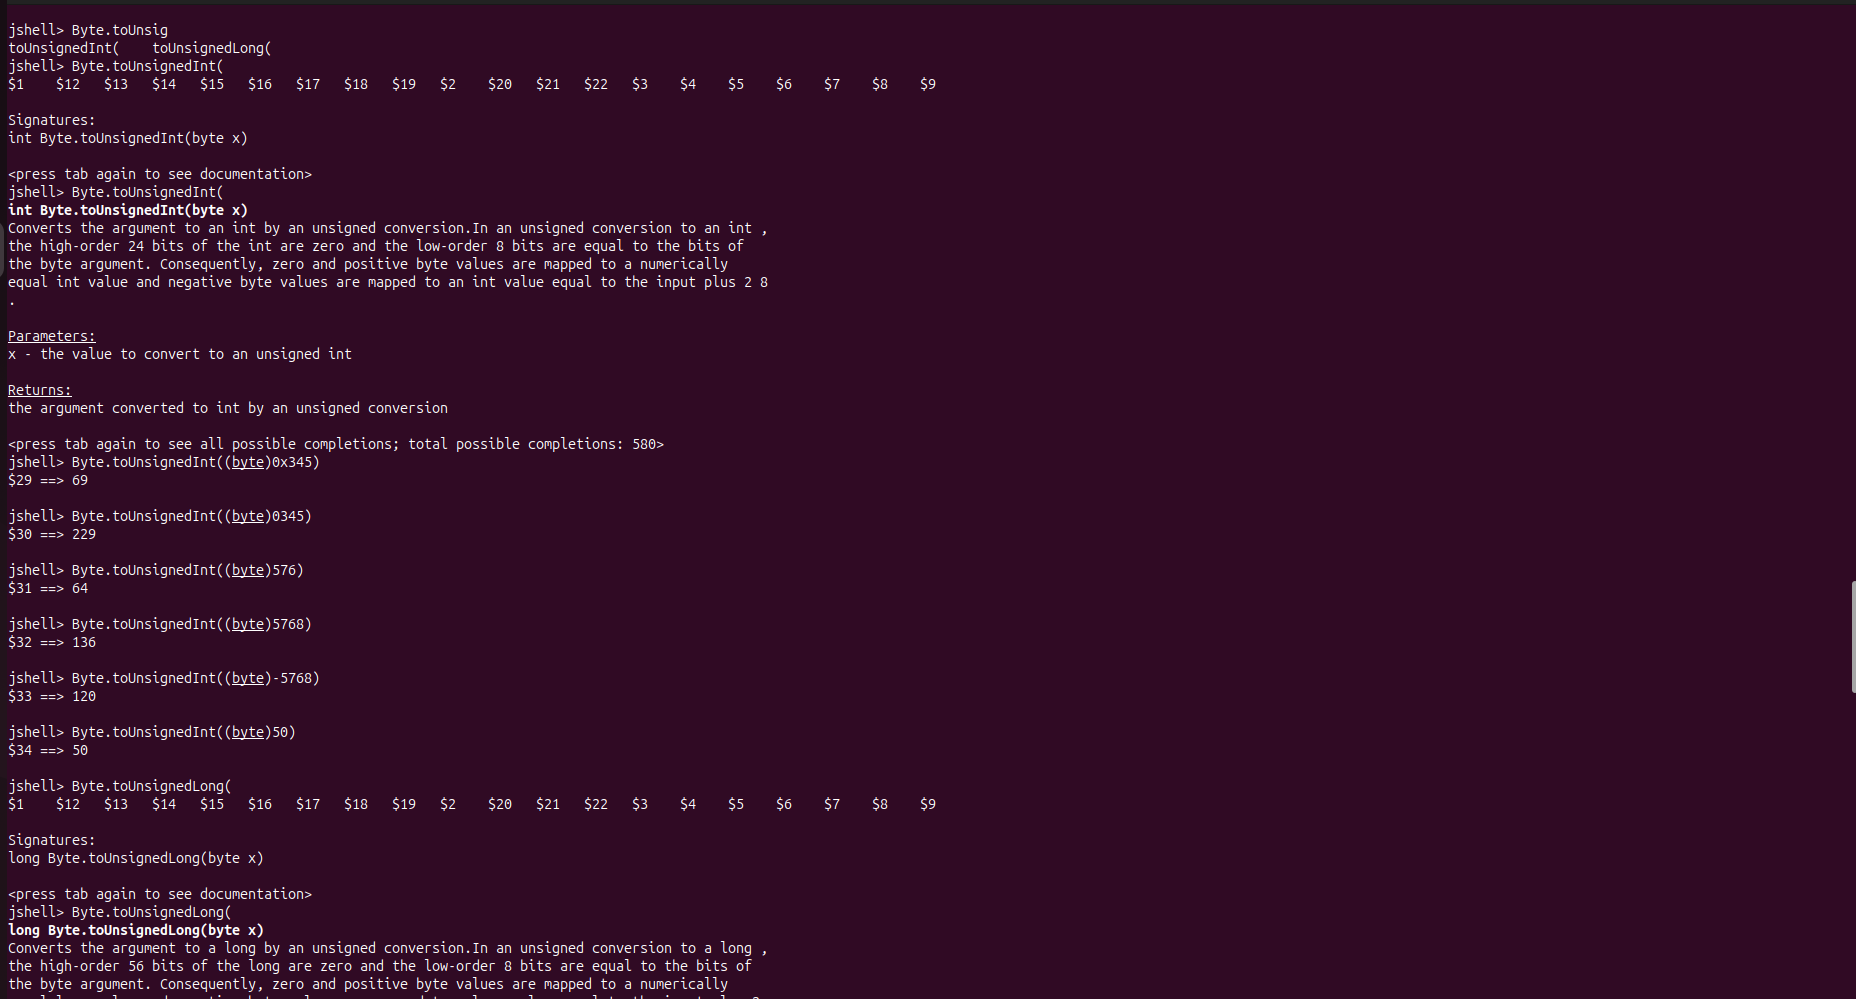 jshell> Byte.toUnsig
toUnsignedInt(    toUnsignedLong(
jshell> Byte.toUnsignedInt(
$1    $12   $13   $14   $15   $16   $17   $18   $19   $2    $20   $21   $22   $3    $4    $5    $6    $7    $8    $9
Signatures:
int Byte.toUnsignedInt(byte x)
<press tab again to see documentation>
jshell> Byte.toUnsignedInt(
int Byte.toUnsignedInt(byte x)
Converts the argument to an int by an unsigned conversion.In an unsigned conversion to an int ,
the high-order 24 bits of the int are zero and the low-order 8 bits are equal to the bits of
the byte argument. Consequently, zero and positive byte values are mapped to a numerically
equal int value and negative byte values are mapped to an int value equal to the input plus 2 8
.
Parameters:
x - the value to convert to an unsigned int
Returns:
the argument converted to int by an unsigned conversion
<press tab again to see all possible completions; total possible completions: 580>
jshell> Byte.toUnsignedInt((byte)0x345)
$29 ==> 69
jshell> Byte.toUnsignedInt((byte)0345)
$30 ==> 229
jshell> Byte.toUnsignedInt((byte)576)
$31 ==> 64
jshell> Byte.toUnsignedInt((byte)5768)
$32 ==> 136
jshell> Byte.toUnsignedInt((byte)-5768)
$33 ==> 120
jshell> Byte.toUnsignedInt((byte)50)
$34 ==> 50
jshell> Byte.toUnsignedLong(
$1    $12   $13   $14   $15   $16   $17   $18   $19   $2    $20   $21   $22   $3    $4    $5    $6    $7    $8    $9
Signatures:
long Byte.toUnsignedLong(byte x)
<press tab again to see documentation>
jshell> Byte.toUnsignedLong(
long Byte.toUnsignedLong(byte x)
Converts the argument to a long by an unsigned conversion.In an unsigned conversion to a long ,
the high-order 56 bits of the long are zero and the low-order 8 bits are equal to the bits of
the byte argument. Consequently, zero and positive byte values are mapped to a numerically